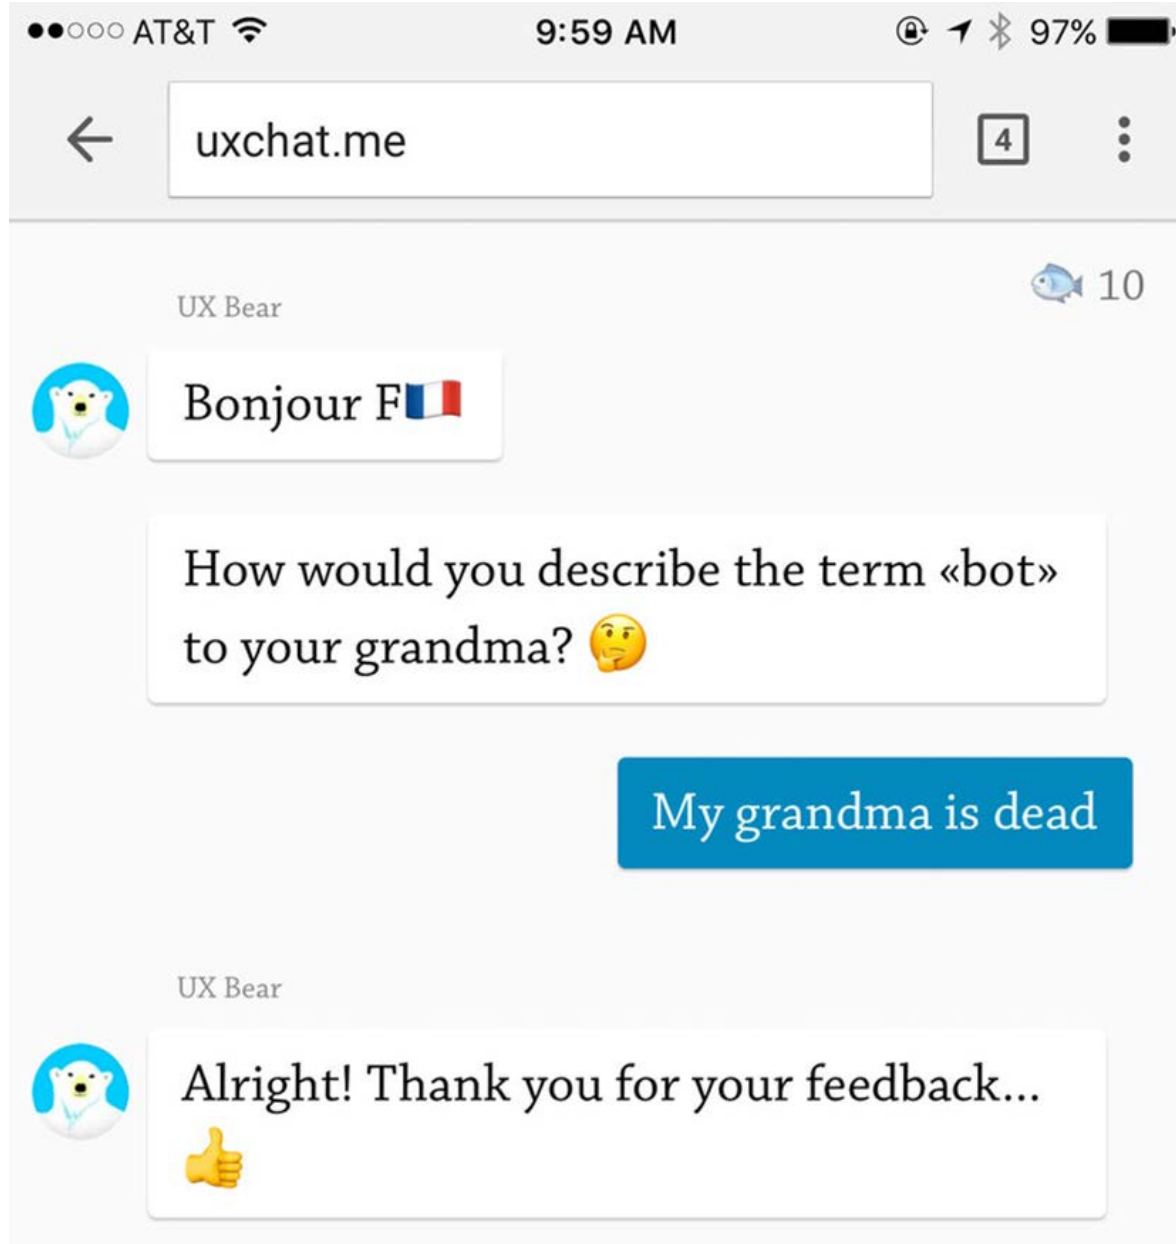 AT&T 9:59 AM 97%
uxchat.me 4
10
UX Bear
Bonjour F🇫🇷
How would you describe the term «bot»
to your grandma? 🤔
My grandma is dead
UX Bear
Alright! Thank you for your feedback...
👍